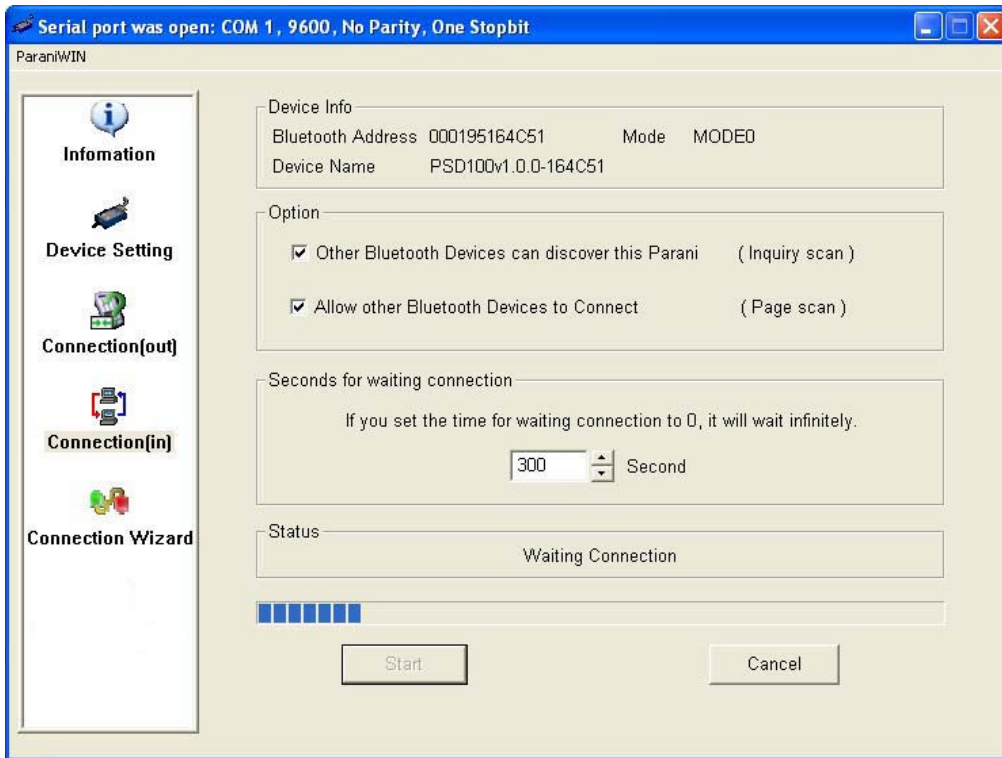 Serial port was open: COM 1, 9600, No Parity, One Stopbit
ParaniWIN
Infomation
Device Setting
Connection(out)
Connection(in)
Connection Wizard
Device Info
Bluetooth Address 000195164C51 Mode MODE0
Device Name PSD100v1.0.0-164C51
Option
Other Bluetooth Devices can discover this Parani ( Inquiry scan )
Allow other Bluetooth Devices to Connect ( Page scan )
Seconds for waiting connection
If you set the time for waiting connection to 0, it will wait infinitely.
300 Second
Status
Waiting Connection
Start Cancel